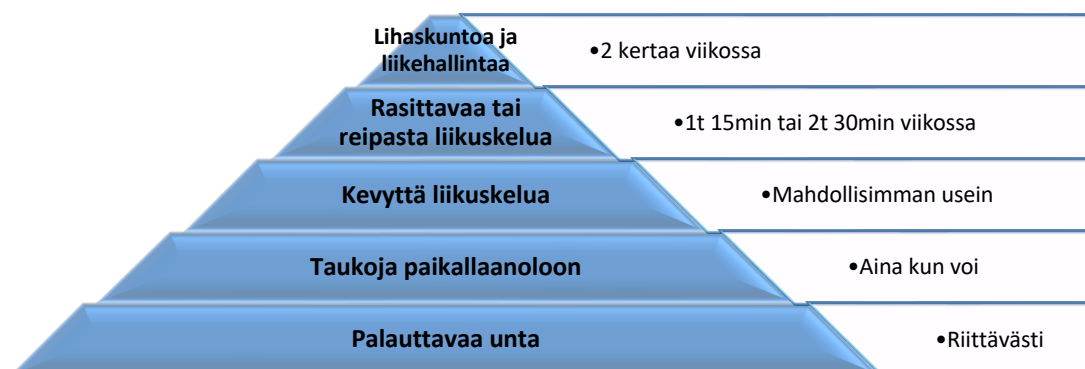 Lihaskuntoa ja
liikehallintaa
•2 kertaa viikossa
Rasittavaa tai
reipasta liikuskelua
•1t 15min tai 2t 30min viikossa
Kevyttä liikuskelua
•Mahdollisimman usein
Taukoja paikallaanoloon
•Aina kun voi
Palauttavaa unta
•Riittävästi